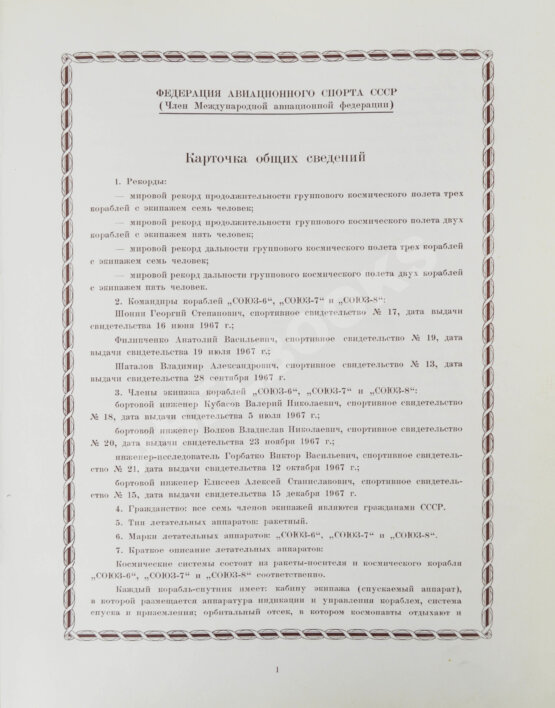 ФЕДЕРАЦИЯ АВИАЦИОННОГО СПОРТА СССР
(Член Международной авиационной федерации)
Карточка общих сведений
1. Рекорды:
— мировой рекорд продолжительности группового космического полета трех
кораблей с экипажем семь человек;
— мировой рекорд продолжительности группового космического полета двух
кораблей с экипажем пять человек;
— мировой рекорд дальности группового космического полета трех кораблей
с экипажем семь человек;
— мировой рекорд дальности группового космического полета двух кораблей
с экипажем пять человек.
2. Командиры кораблей „СОЮЗ-6“, „СОЮЗ-7“ и „СОЮЗ-8“:
Шонин Георгий Степанович, спортивное свидетельство № 17, дата выдачи
свидетельства 16 июня 1967 г.;
Филипченко Анатолий Васильевич, спортивное свидетельство № 19, дата
выдачи свидетельства 19 июля 1967 г.;
Шаталов Владимир Александрович, спортивное свидетельство № 13, дата
выдачи свидетельства 28 сентября 1967 г.
3. Члены экипажа кораблей „СОЮЗ-6“, „СОЮЗ-7“ и „СОЮЗ-8“:
бортовой инженер Кубасов Валерий Николаевич, спортивное свидетельство
№ 18, дата выдачи свидетельства 5 июля 1967 г.;
бортовой инженер Волков Владислав Николаевич, спортивное свидетельство
№ 20, дата выдачи свидетельства 23 ноября 1967 г.;
инженер-исследователь Горбатко Виктор Васильевич, спортивное свидетель-
ство № 21, дата выдачи свидетельства 12 октября 1967 г.;
бортовой инженер Елисеев Алексей Станиславович, спортивное свидетель-
ство № 15, дата выдачи свидетельства 15 декабря 1967 г.
4. Гражданство: все семь членов экипажей являются гражданами СССР.
5. Тип летательных аппаратов: ракетный.
6. Марки летательных аппаратов: „СОЮЗ-6“, „СОЮЗ-7“ и „СОЮЗ-8“.
7. Краткое описание летательных аппаратов:
Космические системы состоят из ракеты-носителя и космического корабля
„СОЮЗ-6“, „СОЮЗ-7“ и „СОЮЗ-8“ соответственно.
Каждый корабль-спутник имеет: кабину экипажа (спускаемый аппарат),
в которой размещается аппаратура индикации и управления кораблем, система
спуска и приземления; орбитальный отсек, в котором космонавты отдыхают и
1
BOOKS